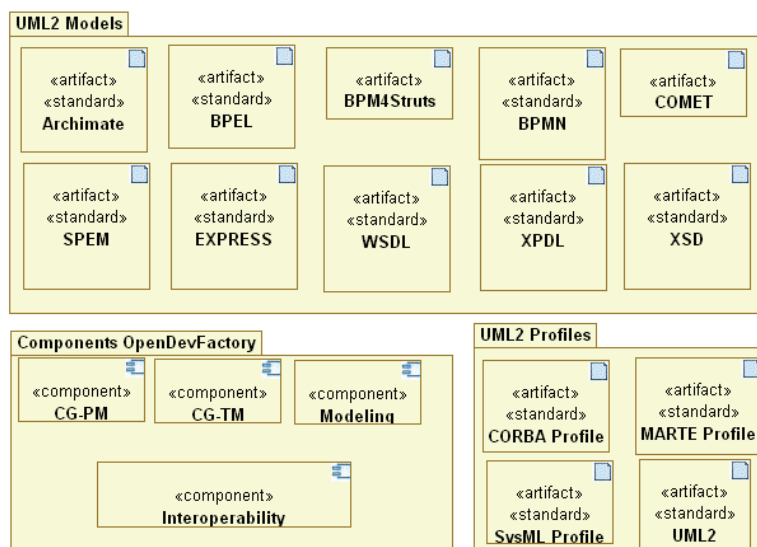 UML2 Models
«artifact»
«standard»
Archimate
«artifact»
«standard»
BPEL
«artifact»
BPM4Struts
«artifact»
«standard»
BPMN
«artifact»
COMET
«artifact»
«standard»
SPEM
«artifact»
«standard»
EXPRESS
«artifact»
«standard»
WSDL
«artifact»
«standard»
XPDL
«artifact»
«standard»
XSD
Components OpenDevFactory
«component»
CG-PM
«component»
CG-TM
«component»
Modeling
«component»
Interoperability
UML2 Profiles
«artifact»
«standard»
CORBA Profile
«artifact»
«standard»
MARTE Profile
«artifact»
«standard»
SysML Profile
«artifact»
«standard»
UML2